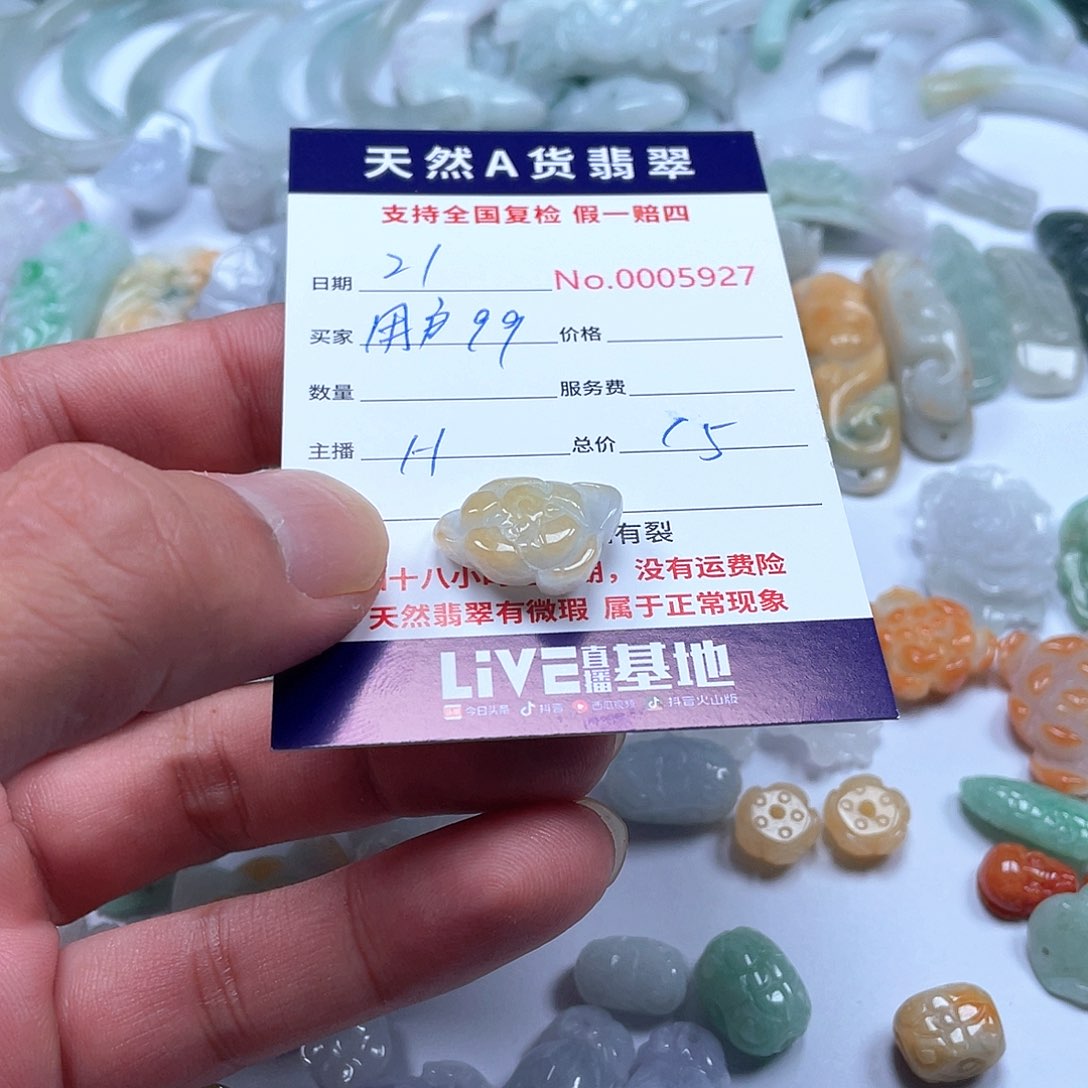 天然A货翡翠
支持全国复检 假一赔四
日期 21 No.0005927
买家 用户99 价格
数量 服务费
主播 H 总价 15
有裂
十八小 期，没有运费险
天然翡翠有微瑕 属于正常现象
LiVE直播基地
今日头条 抖音 西瓜视频 抖音火山版